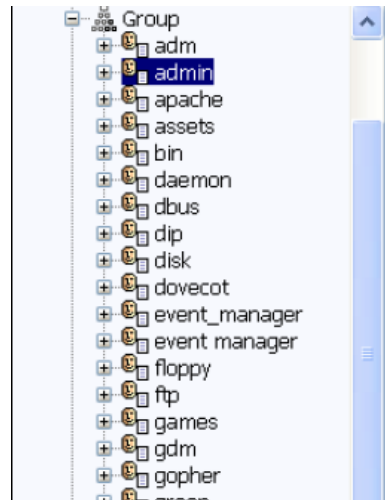 Group
adm
admin
apache
assets
bin
daemon
dbus
dip
disk
dovecot
event_manager
event manager
floppy
ftp
games
gdm
gopher